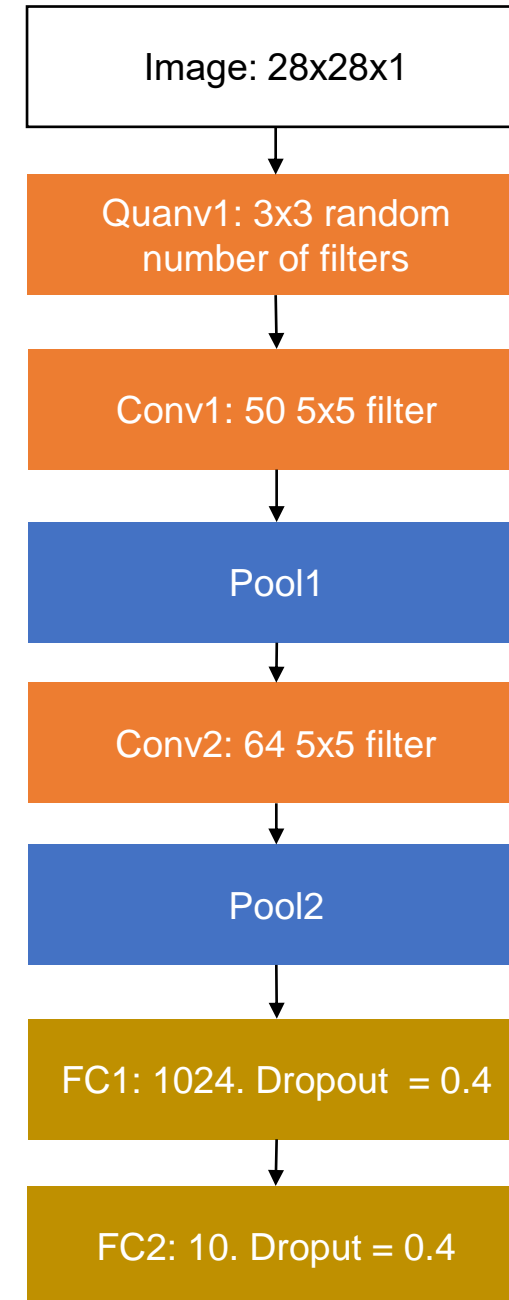 Image: 28x28x1
Quanv1: 3x3 random
number of filters
Conv1: 50 5x5 filter
Pool1
Conv2: 64 5x5 filter
Pool2
FC1: 1024. Dropout = 0.4
FC2: 10. Droput = 0.4